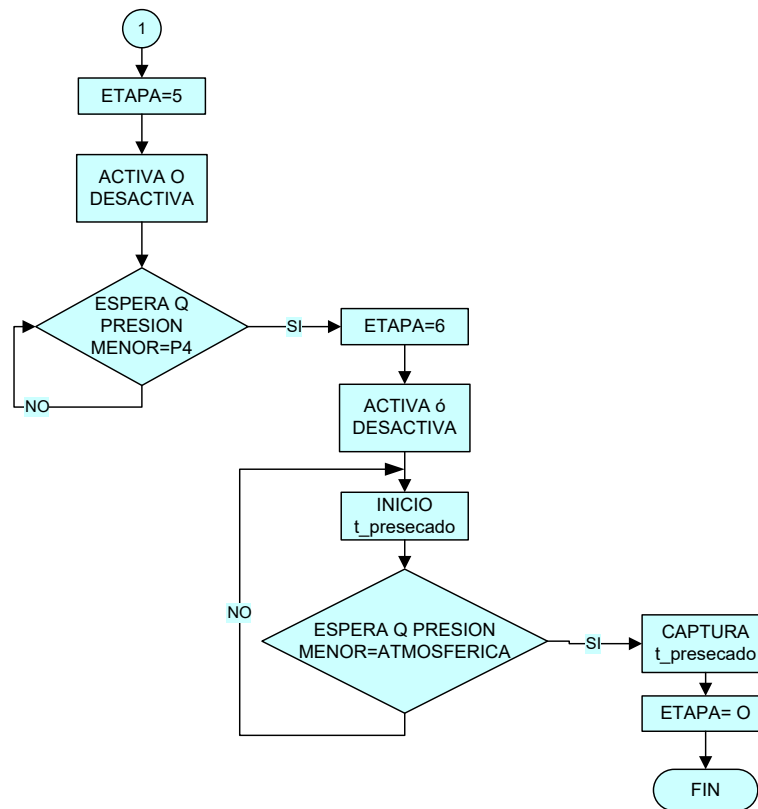 1
ETAPA=5
ACTIVA O
DESACTIVA
ESPERA Q
PRESION
MENOR=P4
SI
NO
ETAPA=6
ACTIVA ó
DESACTIVA
INICIO
t_presecado
NO
ESPERA Q PRESION
MENOR=ATMOSFERICA
SI
CAPTURA
t_presecado
ETAPA= O
FIN